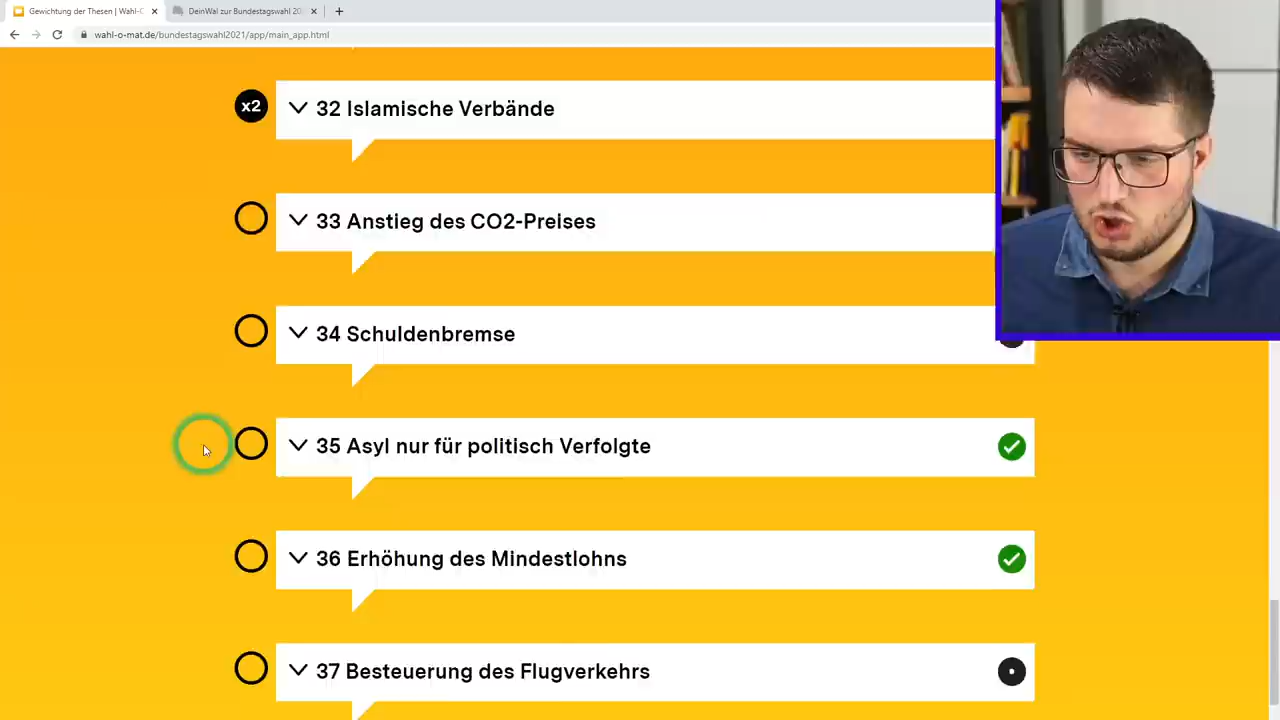 Gewichtung der Thesen | Wahl-O
DeinWal zur Bundestagswahl 20
wahl-o-mat.de/bundestagswahl2021/app/main_app.html
x2
32 Islamische Verbände
33 Anstieg des CO2-Preises
34 Schuldenbremse
35 Asyl nur für politisch Verfolgte
36 Erhöhung des Mindestlohns
37 Besteuerung des Flugverkehrs